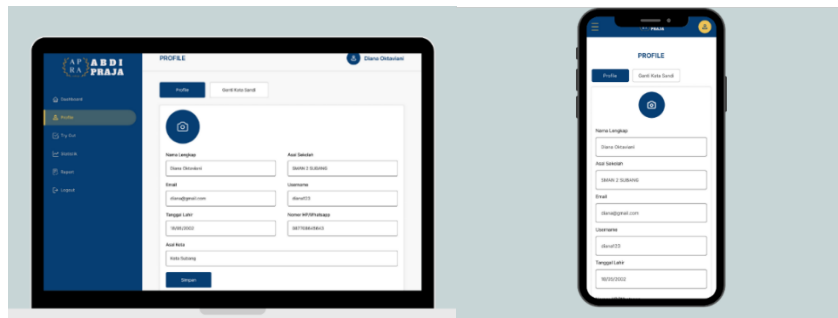 AP ABDI
RA PRAJA
PROFILE
Diana Oktaviani
Profile
Ganti Kata Sandi
Dashboard
Profile
Try Out
Statistik
Report
Logout
Nama Lengkap
Asal Sekolah
Diana Oktaviani
SMAN 2 SUBANG
Email
Username
diana@gmail.com
diana123
Tanggal Lahir
Nomor WF/Whatsapp
Asal Kota
Kota Subang
Simpan
PRAJA
PROFILE
Profile
Ganti Kata Sandi
Nama Lengkap
Diana Oktaviani
Asal Sekolah
SMAN 2 SUBANG
Email
diana@gmail.com
Username
diana123
Tanggal Lahir